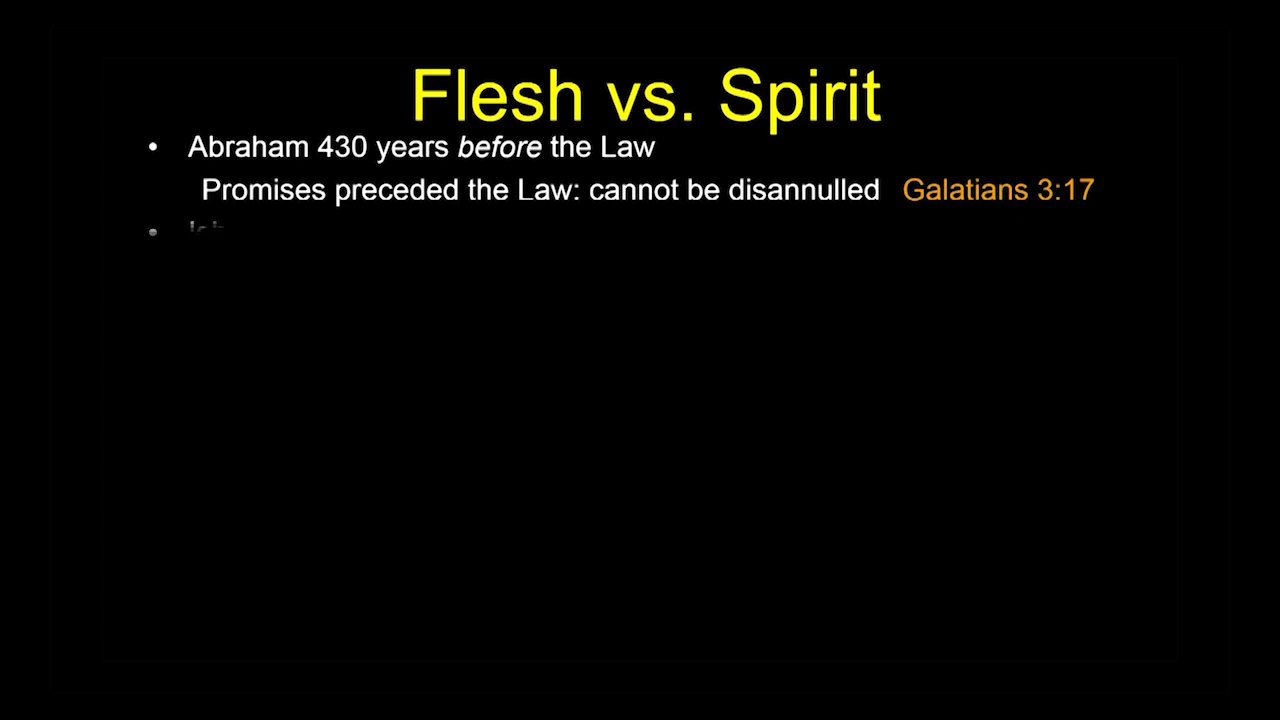 Flesh vs. Spirit
• Abraham 430 years before the Law
Promises preceded the Law: cannot be disannulled Galatians 3:17
•